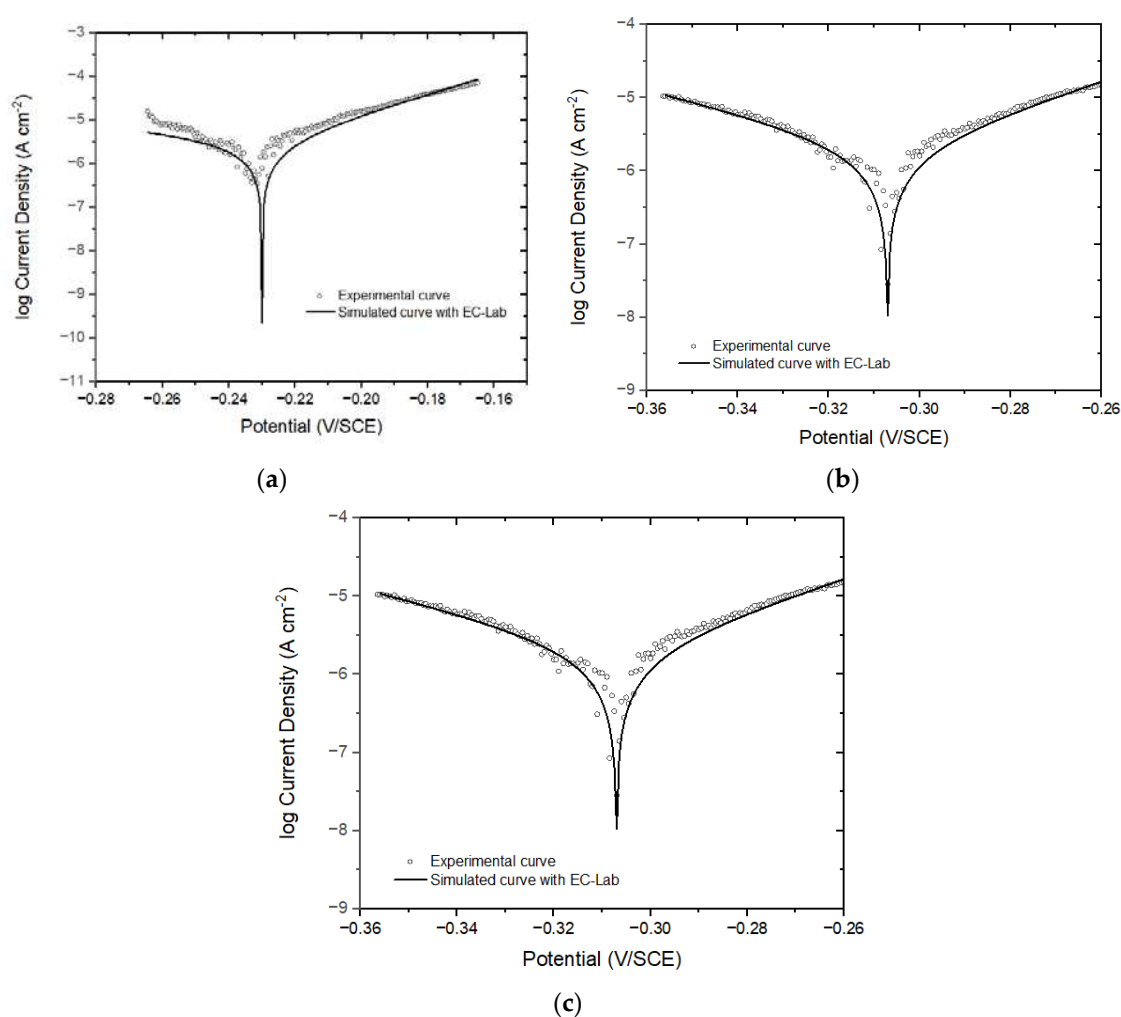 −3
−4
−5
−6
−7
−8
−9
−10
−11
log Current Density (A cm⁻²)
Experimental curve
Simulated curve with EC-Lab
−0.28 −0.26 −0.24 −0.22 −0.20 −0.18 −0.16
Potential (V/SCE)
(a)
−4
−5
−6
−7
−8
−9
log Current Density (A cm⁻²)
Experimental curve
Simulated curve with EC-Lab
−0.36 −0.34 −0.32 −0.30 −0.28 −0.26
Potential (V/SCE)
(b)
−4
−5
−6
−7
−8
−9
log Current Density (A cm⁻²)
Experimental curve
Simulated curve with EC-Lab
−0.36 −0.34 −0.32 −0.30 −0.28 −0.26
Potential (V/SCE)
(c)